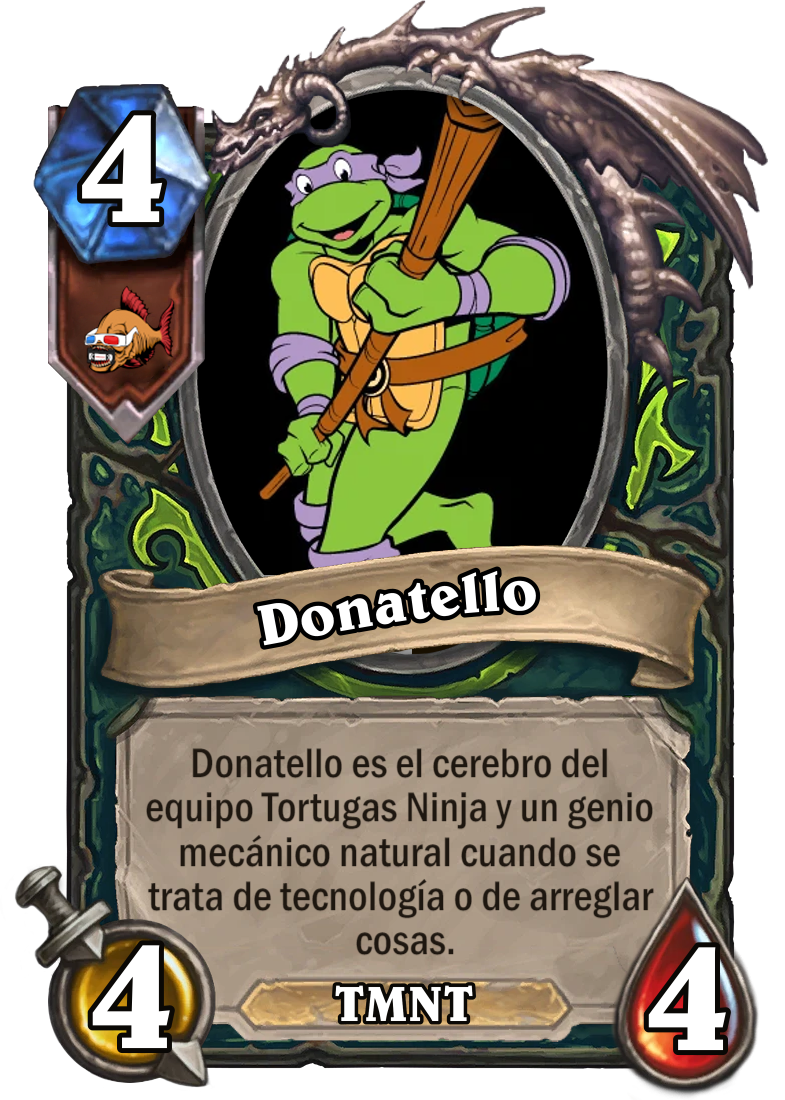 4
Donatello
Donatello es el cerebro del
equipo Tortugas Ninja y un genio
mecánico natural cuando se
trata de tecnología o de arreglar
cosas.
4
TMNT
4